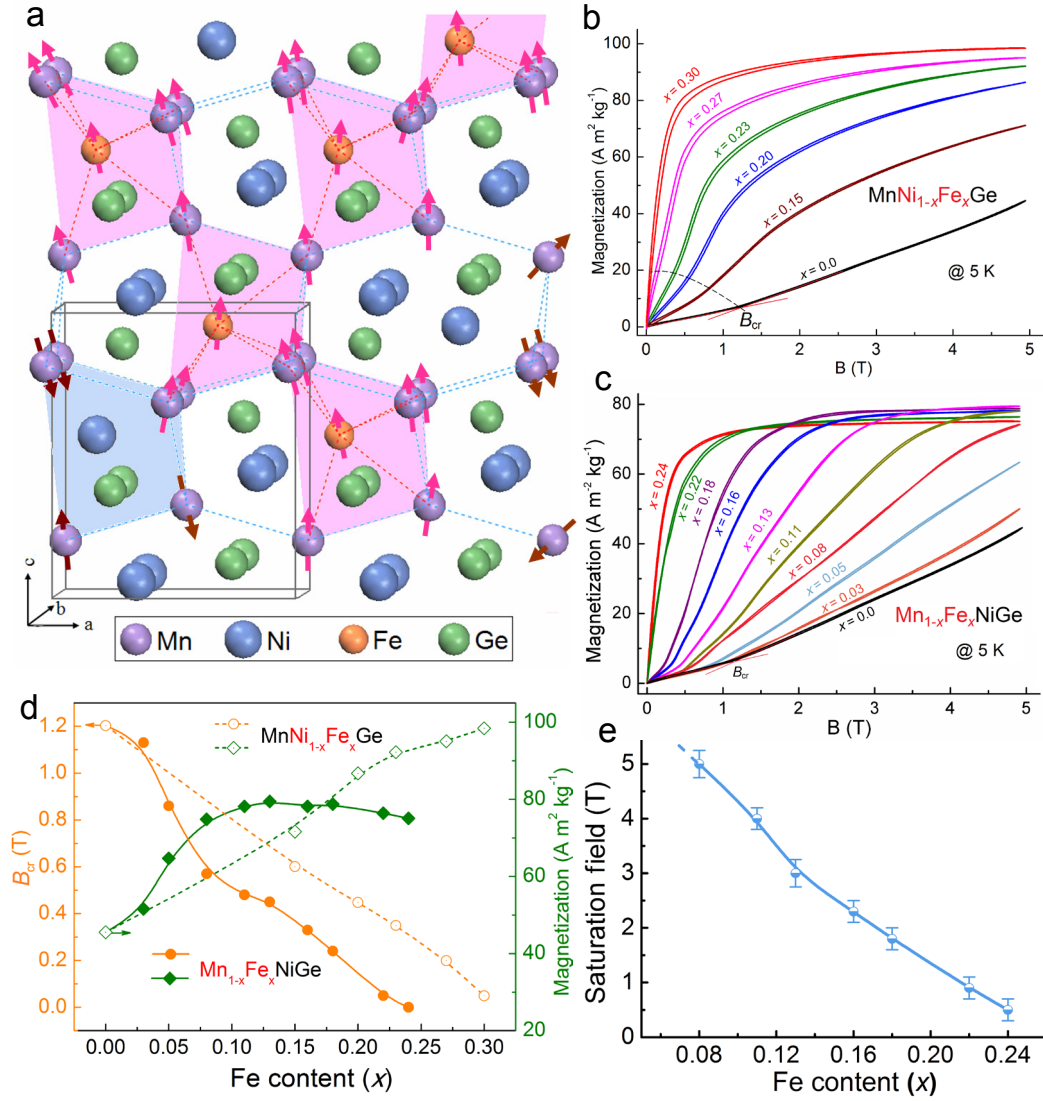 a
c
b
a
Mn Ni Fe Ge
b
Magnetization (A m² kg⁻¹)
100
80
60
40
20
0
x = 0.30
x = 0.27
x = 0.23
x = 0.20
x = 0.15
x = 0.0
MnNi1-xFexGe
@ 5 K
Bcr
0 1 2 3 4 5
B (T)
c
Magnetization (A m⁻² kg⁻¹)
80
60
40
20
0
x = 0.24
x = 0.22
x = 0.18
x = 0.16
x = 0.13
x = 0.11
x = 0.08
x = 0.05
x = 0.03
x = 0.0
Mn1-xFexNiGe
@ 5 K
Bcr
0 1 2 3 4 5
B (T)
d
Bcr (T)
1.2
1.0
0.8
0.6
0.4
0.2
0.0
MnNi1-xFexGe
Mn1-xFexNiGe
100
80
60
40
20
Magnetization (A m² kg⁻¹)
0.00 0.05 0.10 0.15 0.20 0.25 0.30
Fe content (x)
e
Saturation field (T)
5
4
3
2
1
0
0.08 0.12 0.16 0.20 0.24
Fe content (x)